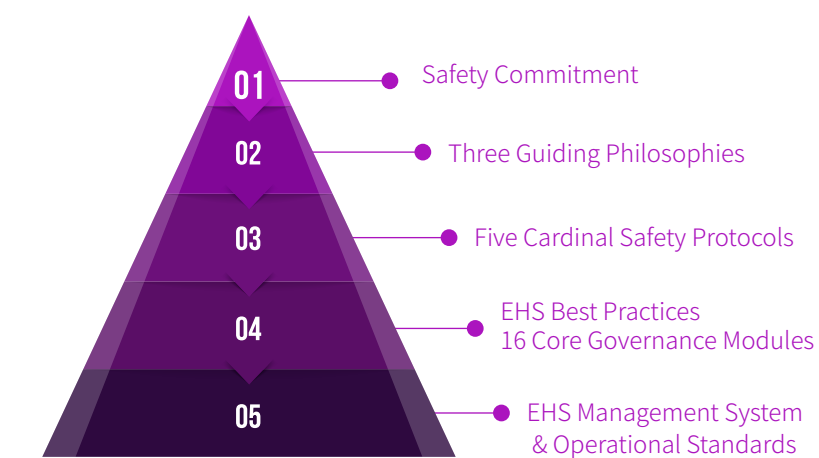 01
Safety Commitment
02
Three Guiding Philosophies
03
Five Cardinal Safety Protocols
04
EHS Best Practices
16 Core Governance Modules
05
EHS Management System
& Operational Standards